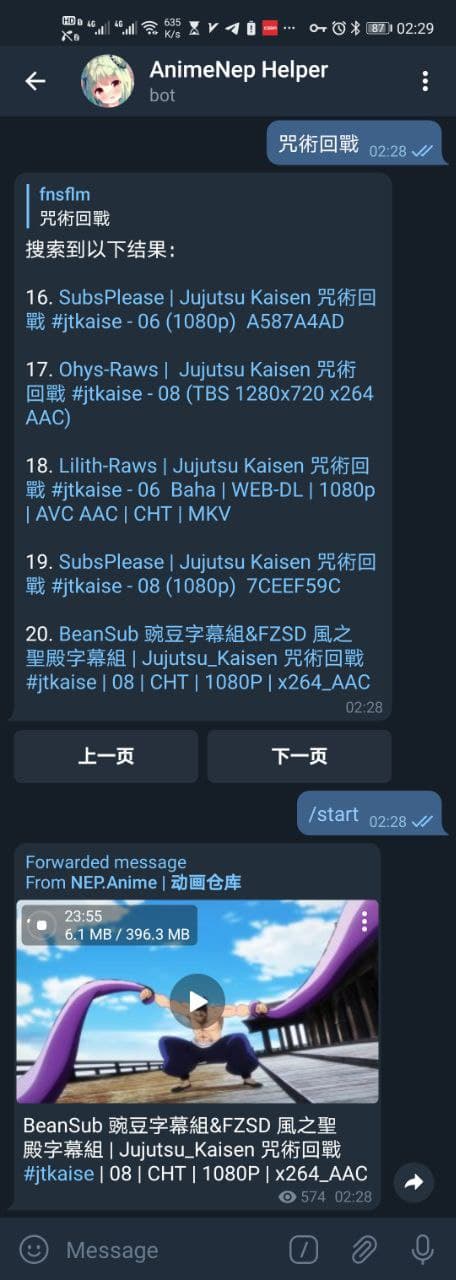 HD 4G 4G 635 K/s 87 02:29
AnimeNep Helper
bot
咒術回戰 02:28
fnsflm
咒術回戰
搜索到以下结果：
16. SubsPlease | Jujutsu Kaisen 咒術回
戰 #jtkaise - 06 (1080p) A587A4AD
17. Ohys-Raws | Jujutsu Kaisen 咒術
回戰 #jtkaise - 08 (TBS 1280x720 x264
AAC)
18. Lilith-Raws | Jujutsu Kaisen 咒術回
戰 #jtkaise - 06 Baha | WEB-DL | 1080p
| AVC AAC | CHT | MKV
19. SubsPlease | Jujutsu Kaisen 咒術回
戰 #jtkaise - 08 (1080p) 7CEEF59C
20. BeanSub 豌豆字幕組&FZSD 風之
聖殿字幕組 | Jujutsu_Kaisen 咒術回戰
#jtkaise | 08 | CHT | 1080P | x264_AAC
02:28
上一页 下一页
/start 02:28
Forwarded message
From NEP.Anime | 动画仓库
23:55
6.1 MB / 396.3 MB
BeanSub 豌豆字幕組&FZSD 風之聖
殿字幕組 | Jujutsu_Kaisen 咒術回戰
#jtkaise | 08 | CHT | 1080P | x264_AAC
574 02:28
Message